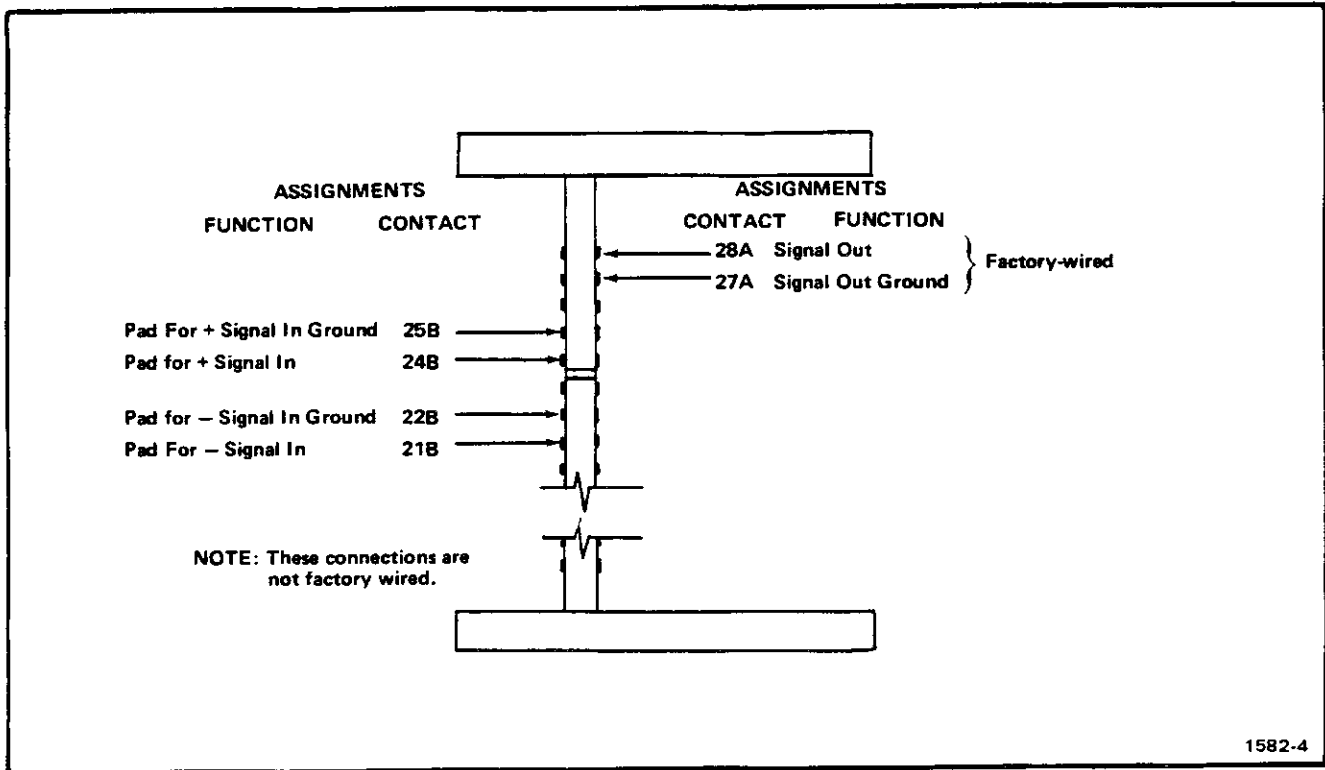 ASSIGNMENTS
FUNCTION CONTACT
Pad For + Signal In Ground 25B
Pad for + Signal In 24B
Pad for − Signal In Ground 22B
Pad For − Signal In 21B
NOTE: These connections are
not factory wired.
ASSIGNMENTS
CONTACT FUNCTION
28A Signal Out
27A Signal Out Ground
Factory-wired
1582-4